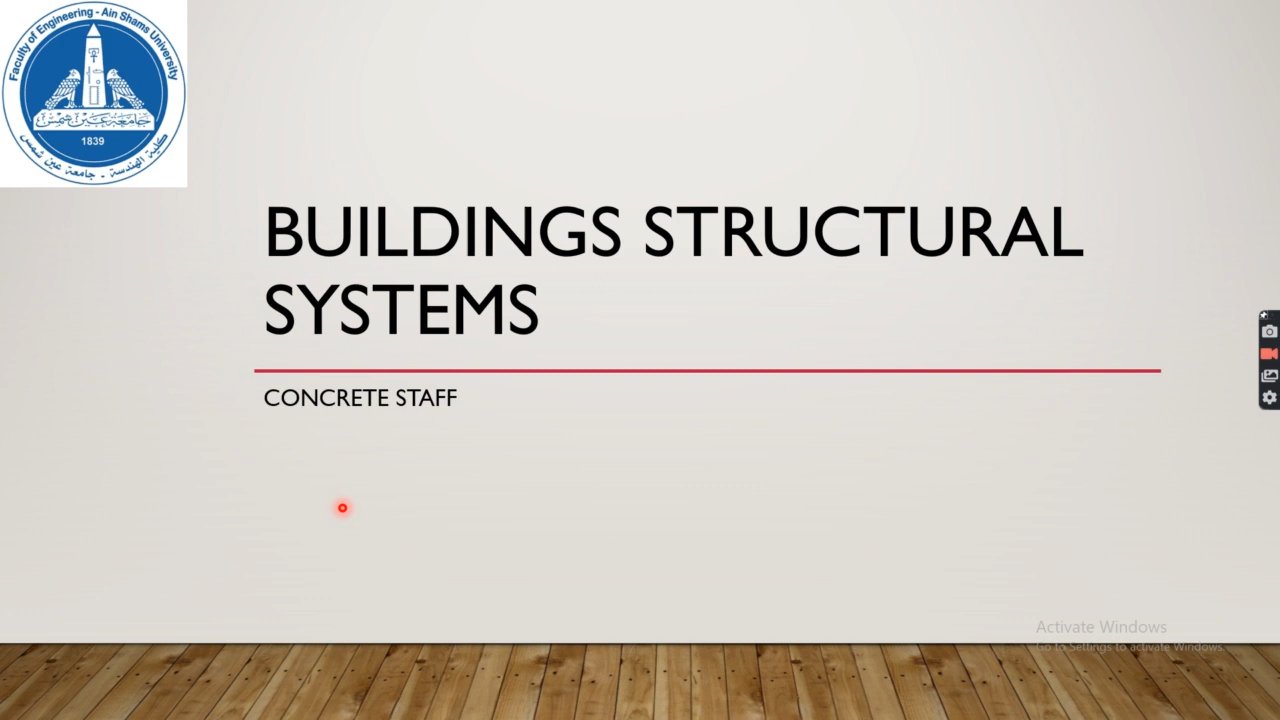 Faculty of Engineering - Ain Shams University
جامعة عين شمس
1839
كلية الهندسة - جامعة عين شمس
BUILDINGS STRUCTURAL
SYSTEMS
CONCRETE STAFF
Activate Windows
Go to Settings to activate Windows.